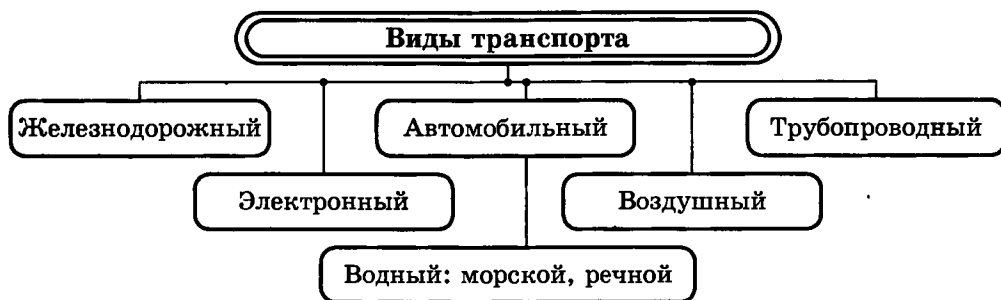 Виды транспорта
Железнодорожный
Автомобильный
Трубопроводный
Электронный
Воздушный
Водный: морской, речной